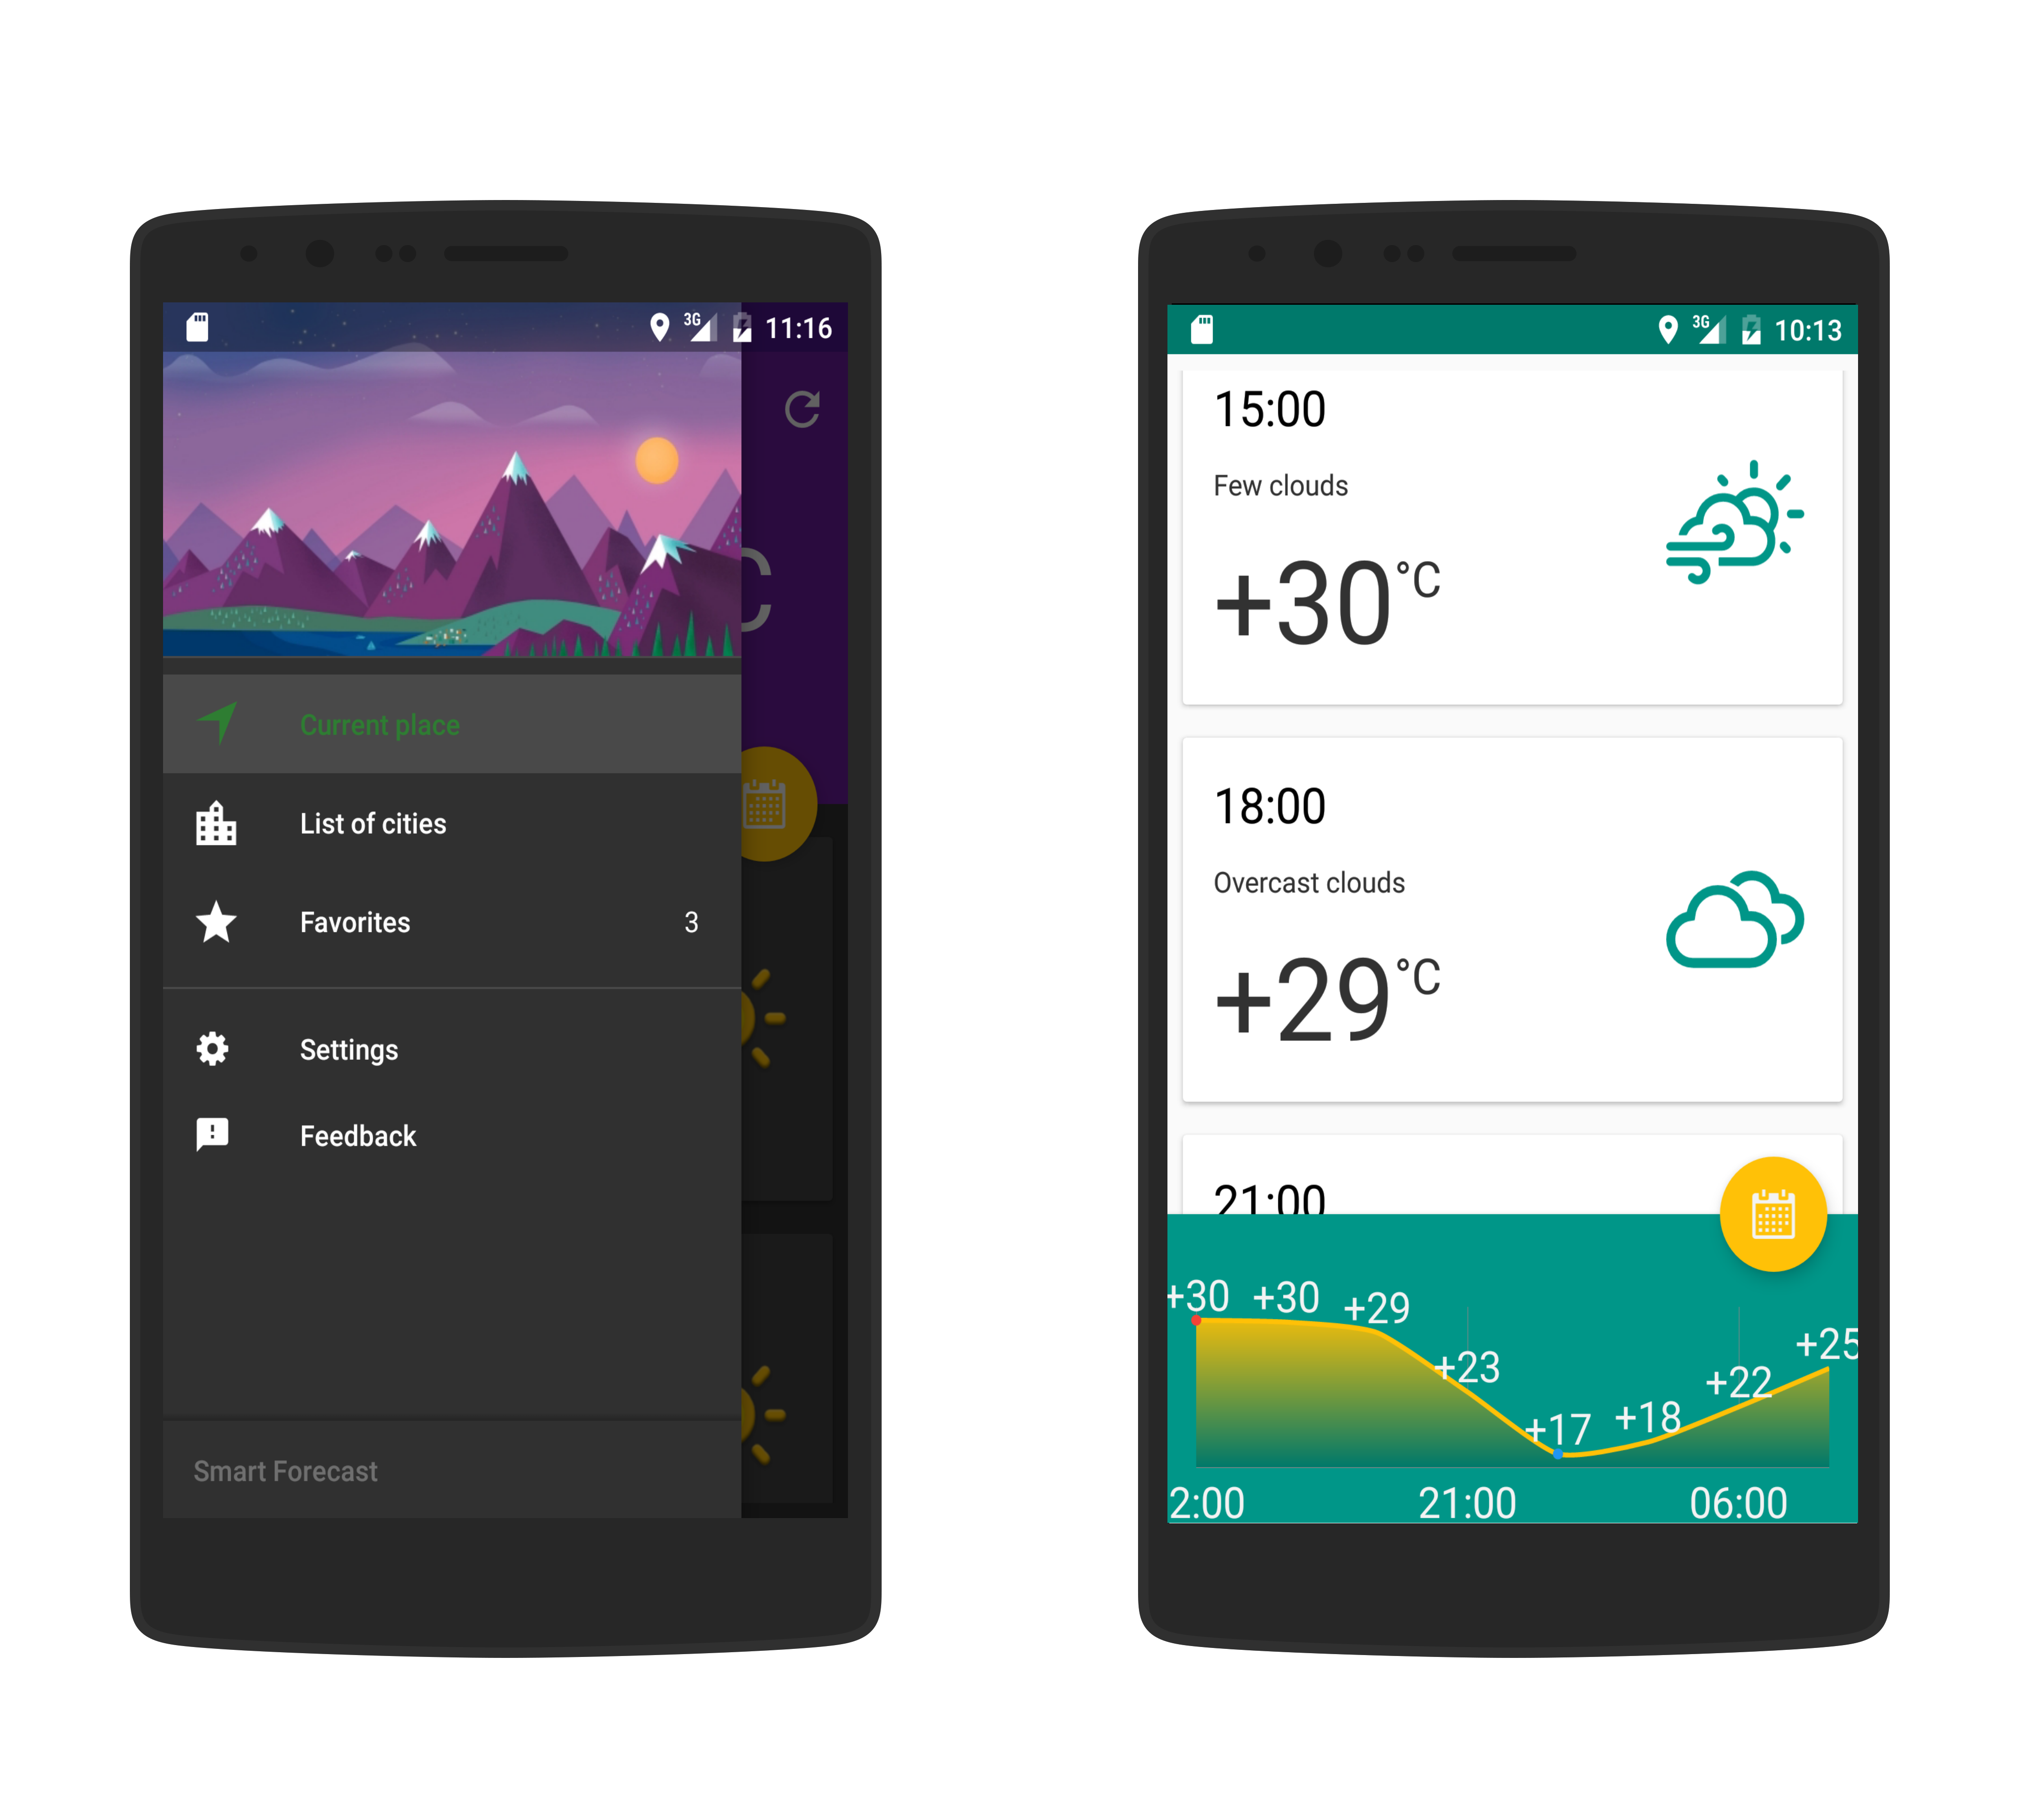 3G 11:16
C
Current place
List of cities
Favorites 3
Settings
Feedback
Smart Forecast
3G 10:13
15:00
Few clouds
+30°C
18:00
Overcast clouds
+29°C
21:00
+30 +30 +29 +23 +17 +18 +22 +25
2:00 21:00 06:00